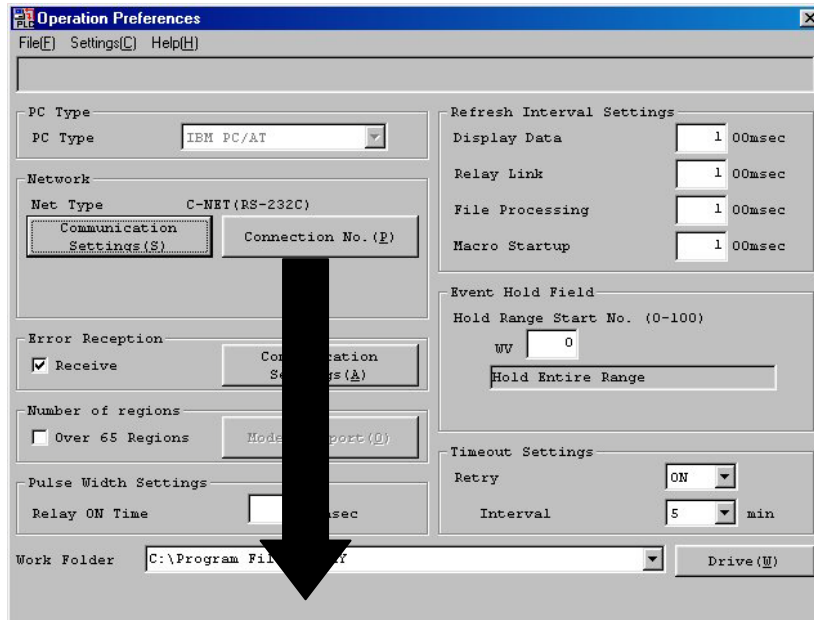 Operation Preferences
File(F) Settings(C) Help(H)
PC Type
PC Type IBM PC/AT
Network
Net Type C-NET(RS-232C)
Communication Settings(S)
Connection No.(P)
Error Reception
Receive
Settings(A)
Number of regions
Over 65 Regions
Pulse Width Settings
Relay ON Time
Refresh Interval Settings
Display Data 1 00msec
Relay Link 1 00msec
File Processing 1 00msec
Macro Startup 1 00msec
Event Hold Field
Hold Range Start No. (0-100)
WV 0
Hold Entire Range
Timeout Settings
Retry ON
Interval 5 min
Work Folder C:\Program
Drive(W)